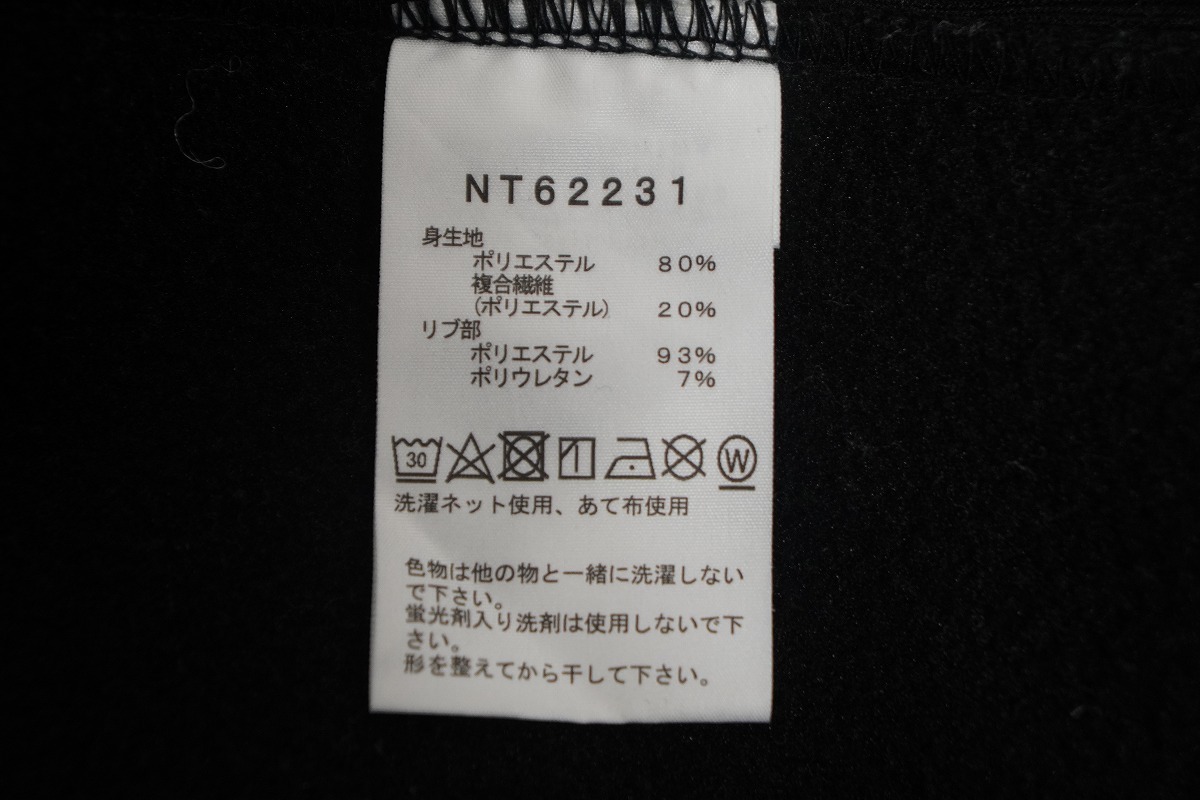 NT62231
身生地
ポリエステル 80%
複合繊維
(ポリエステル) 20%
リブ部
ポリエステル 93%
ポリウレタン 7%
30 W
洗濯ネット使用、あて布使用
色物は他の物と一緒に洗濯しない
で下さい。
蛍光剤入り洗剤は使用しないで下
さい。
形を整えてから干して下さい。